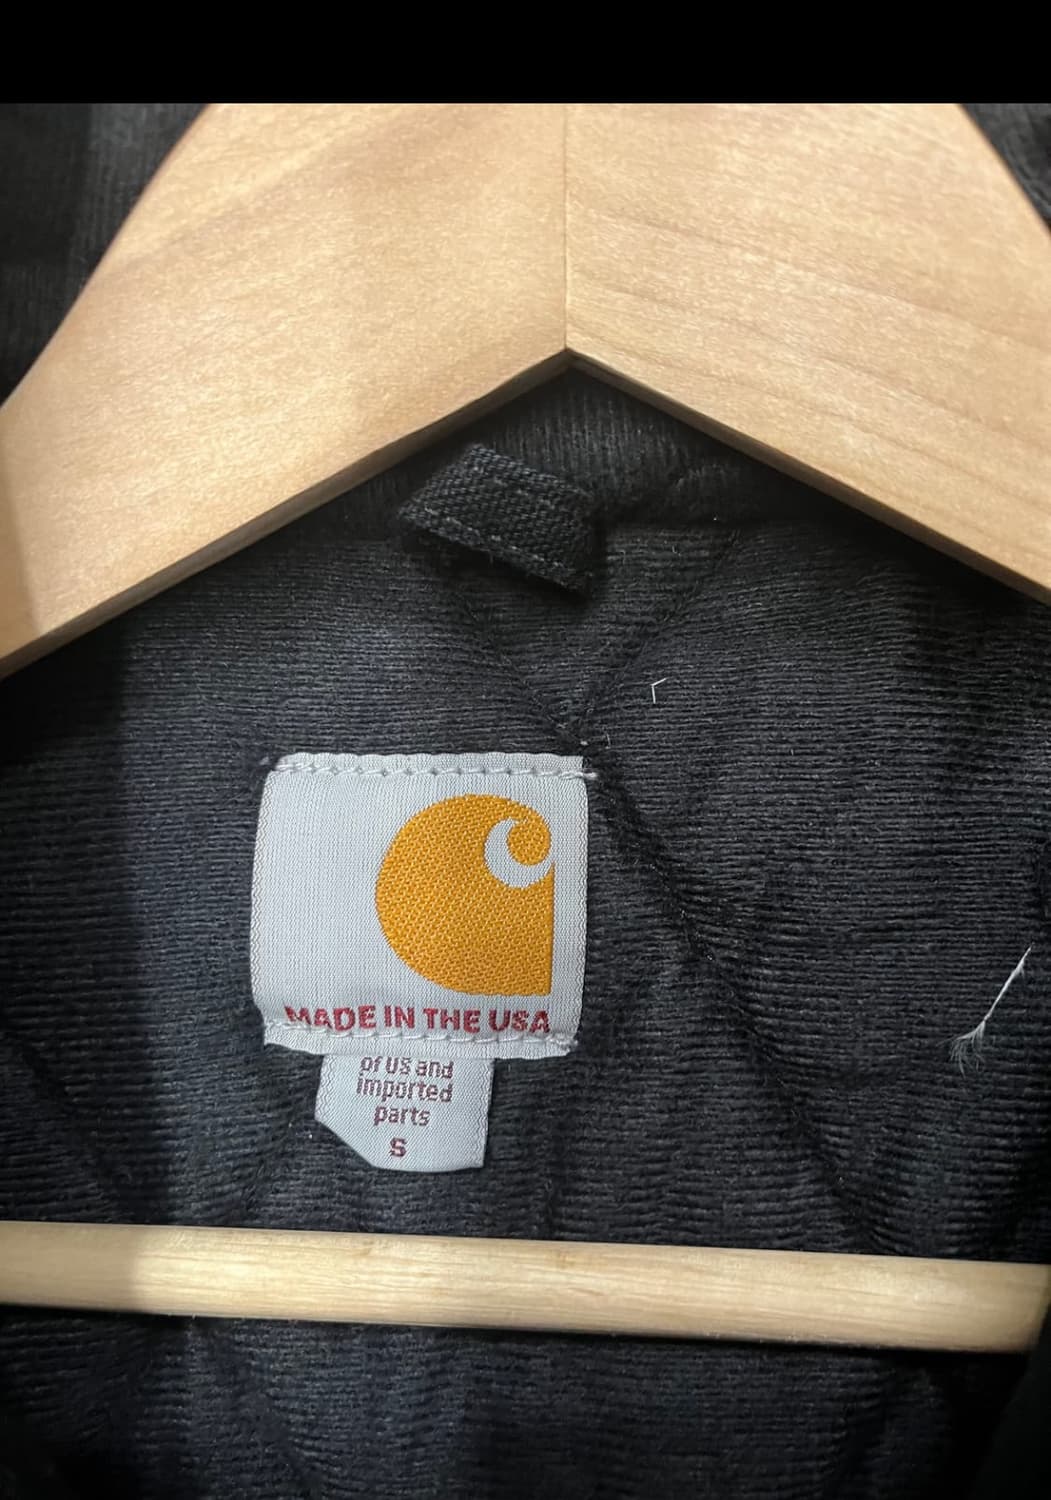 MADE IN THE USA
of US and
imported
parts
S